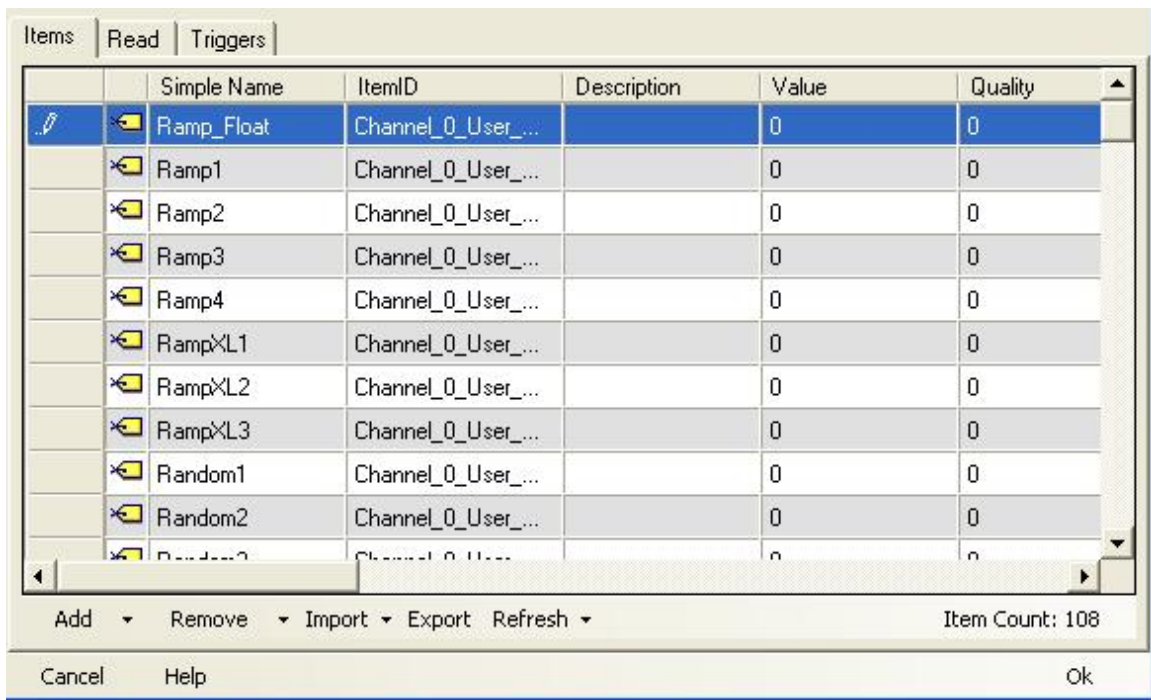 Items Read Triggers
Simple Name ItemID Description Value Quality
Ramp_Float Channel_0_User_... 0 0
Ramp1 Channel_0_User_... 0 0
Ramp2 Channel_0_User_... 0 0
Ramp3 Channel_0_User_... 0 0
Ramp4 Channel_0_User_... 0 0
RampXL1 Channel_0_User_... 0 0
RampXL2 Channel_0_User_... 0 0
RampXL3 Channel_0_User_... 0 0
Random1 Channel_0_User_... 0 0
Random2 Channel_0_User_... 0 0
Add Remove Import Export Refresh Item Count: 108
Cancel Help Ok